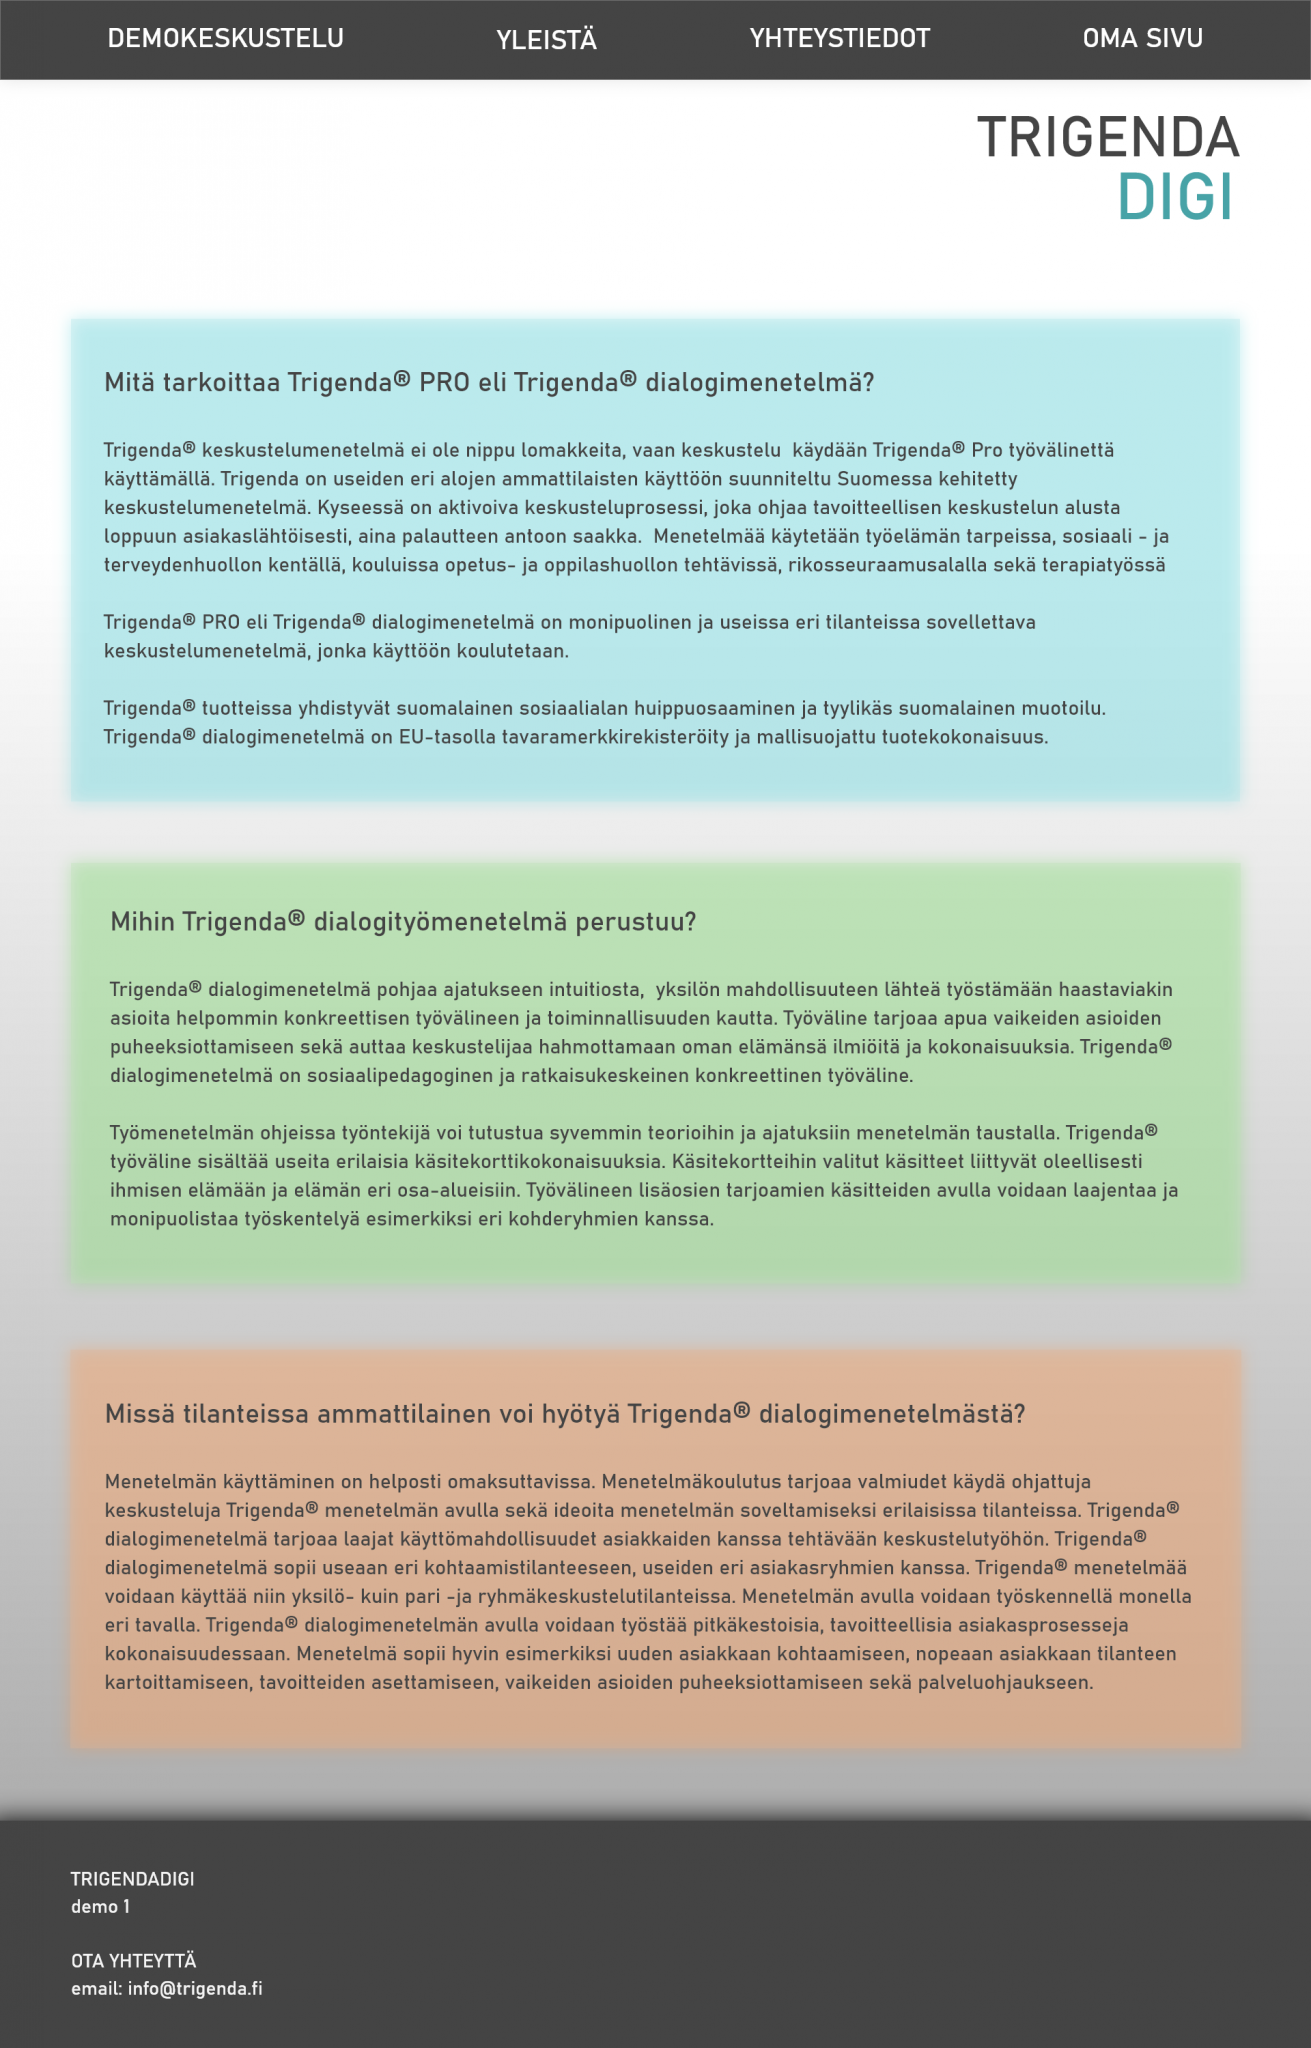 DEMOKESKUSTELU YLEISTÄ YHTEYSTIEDOT OMA SIVU
TRIGENDA
DIGI
Mitä tarkoittaa Trigenda® PRO eli Trigenda® dialogimenetelmä?
Trigenda® keskustelumenetelmä ei ole nippu lomakkeita, vaan keskustelu  käydään Trigenda® Pro työvälinettä
käyttämällä. Trigenda on useiden eri alojen ammattilaisten käyttöön suunniteltu Suomessa kehitetty
keskustelumenetelmä. Kyseessä on aktivoiva keskusteluprosessi, joka ohjaa tavoitteellisen keskustelun alusta
loppuun asiakaslähtöisesti, aina palautteen antoon saakka.  Menetelmää käytetään työelämän tarpeissa, sosiaali - ja
terveydenhuollon kentällä, kouluissa opetus- ja oppilashuollon tehtävissä, rikosseuraamusalalla sekä terapiatyössä
Trigenda® PRO eli Trigenda® dialogimenetelmä on monipuolinen ja useissa eri tilanteissa sovellettava
keskustelumenetelmä, jonka käyttöön koulutetaan.
Trigenda® tuotteissa yhdistyvät suomalainen sosiaalialan huippuosaaminen ja tyylikäs suomalainen muotoilu.
Trigenda® dialogimenetelmä on EU-tasolla tavaramerkkirekisteröity ja mallisuojattu tuotekokonaisuus.
Mihin Trigenda® dialogityömenetelmä perustuu?
Trigenda® dialogimenetelmä pohjaa ajatukseen intuitiosta,  yksilön mahdollisuuteen lähteä työstämään haastaviakin
asioita helpommin konkreettisen työvälineen ja toiminnallisuuden kautta. Työväline tarjoaa apua vaikeiden asioiden
puheeksiottamiseen sekä auttaa keskustelijaa hahmottamaan oman elämänsä ilmiöitä ja kokonaisuuksia. Trigenda®
dialogimenetelmä on sosiaalipedagoginen ja ratkaisukeskeinen konkreettinen työväline.
Työmenetelmän ohjeissa työntekijä voi tutustua syvemmin teorioihin ja ajatuksiin menetelmän taustalla. Trigenda®
työväline sisältää useita erilaisia käsitekorttikokonaisuuksia. Käsitekortteihin valitut käsitteet liittyvät oleellisesti
ihmisen elämään ja elämän eri osa-alueisiin. Työvälineen lisäosien tarjoamien käsitteiden avulla voidaan laajentaa ja
monipuolistaa työskentelyä esimerkiksi eri kohderyhmien kanssa.
Missä tilanteissa ammattilainen voi hyötyä Trigenda® dialogimenetelmästä?
Menetelmän käyttäminen on helposti omaksuttavissa. Menetelmäkoulutus tarjoaa valmiudet käydä ohjattuja
keskusteluja Trigenda® menetelmän avulla sekä ideoita menetelmän soveltamiseksi erilaisissa tilanteissa. Trigenda®
dialogimenetelmä tarjoaa laajat käyttömahdollisuudet asiakkaiden kanssa tehtävään keskustelutyöhön. Trigenda®
dialogimenetelmä sopii useaan eri kohtaamistilanteeseen, useiden eri asiakasryhmien kanssa. Trigenda® menetelmää
voidaan käyttää niin yksilö- kuin pari -ja ryhmäkeskustelutilanteissa. Menetelmän avulla voidaan työskennellä monella
eri tavalla. Trigenda® dialogimenetelmän avulla voidaan työstää pitkäkestoisia, tavoitteellisia asiakasprosesseja
kokonaisuudessaan. Menetelmä sopii hyvin esimerkiksi uuden asiakkaan kohtaamiseen, nopeaan asiakkaan tilanteen
kartoittamiseen, tavoitteiden asettamiseen, vaikeiden asioiden puheeksiottamiseen sekä palveluohjaukseen.
TRIGENDADIGI
demo 1
OTA YHTEYTTÄ
email: info@trigenda.fi